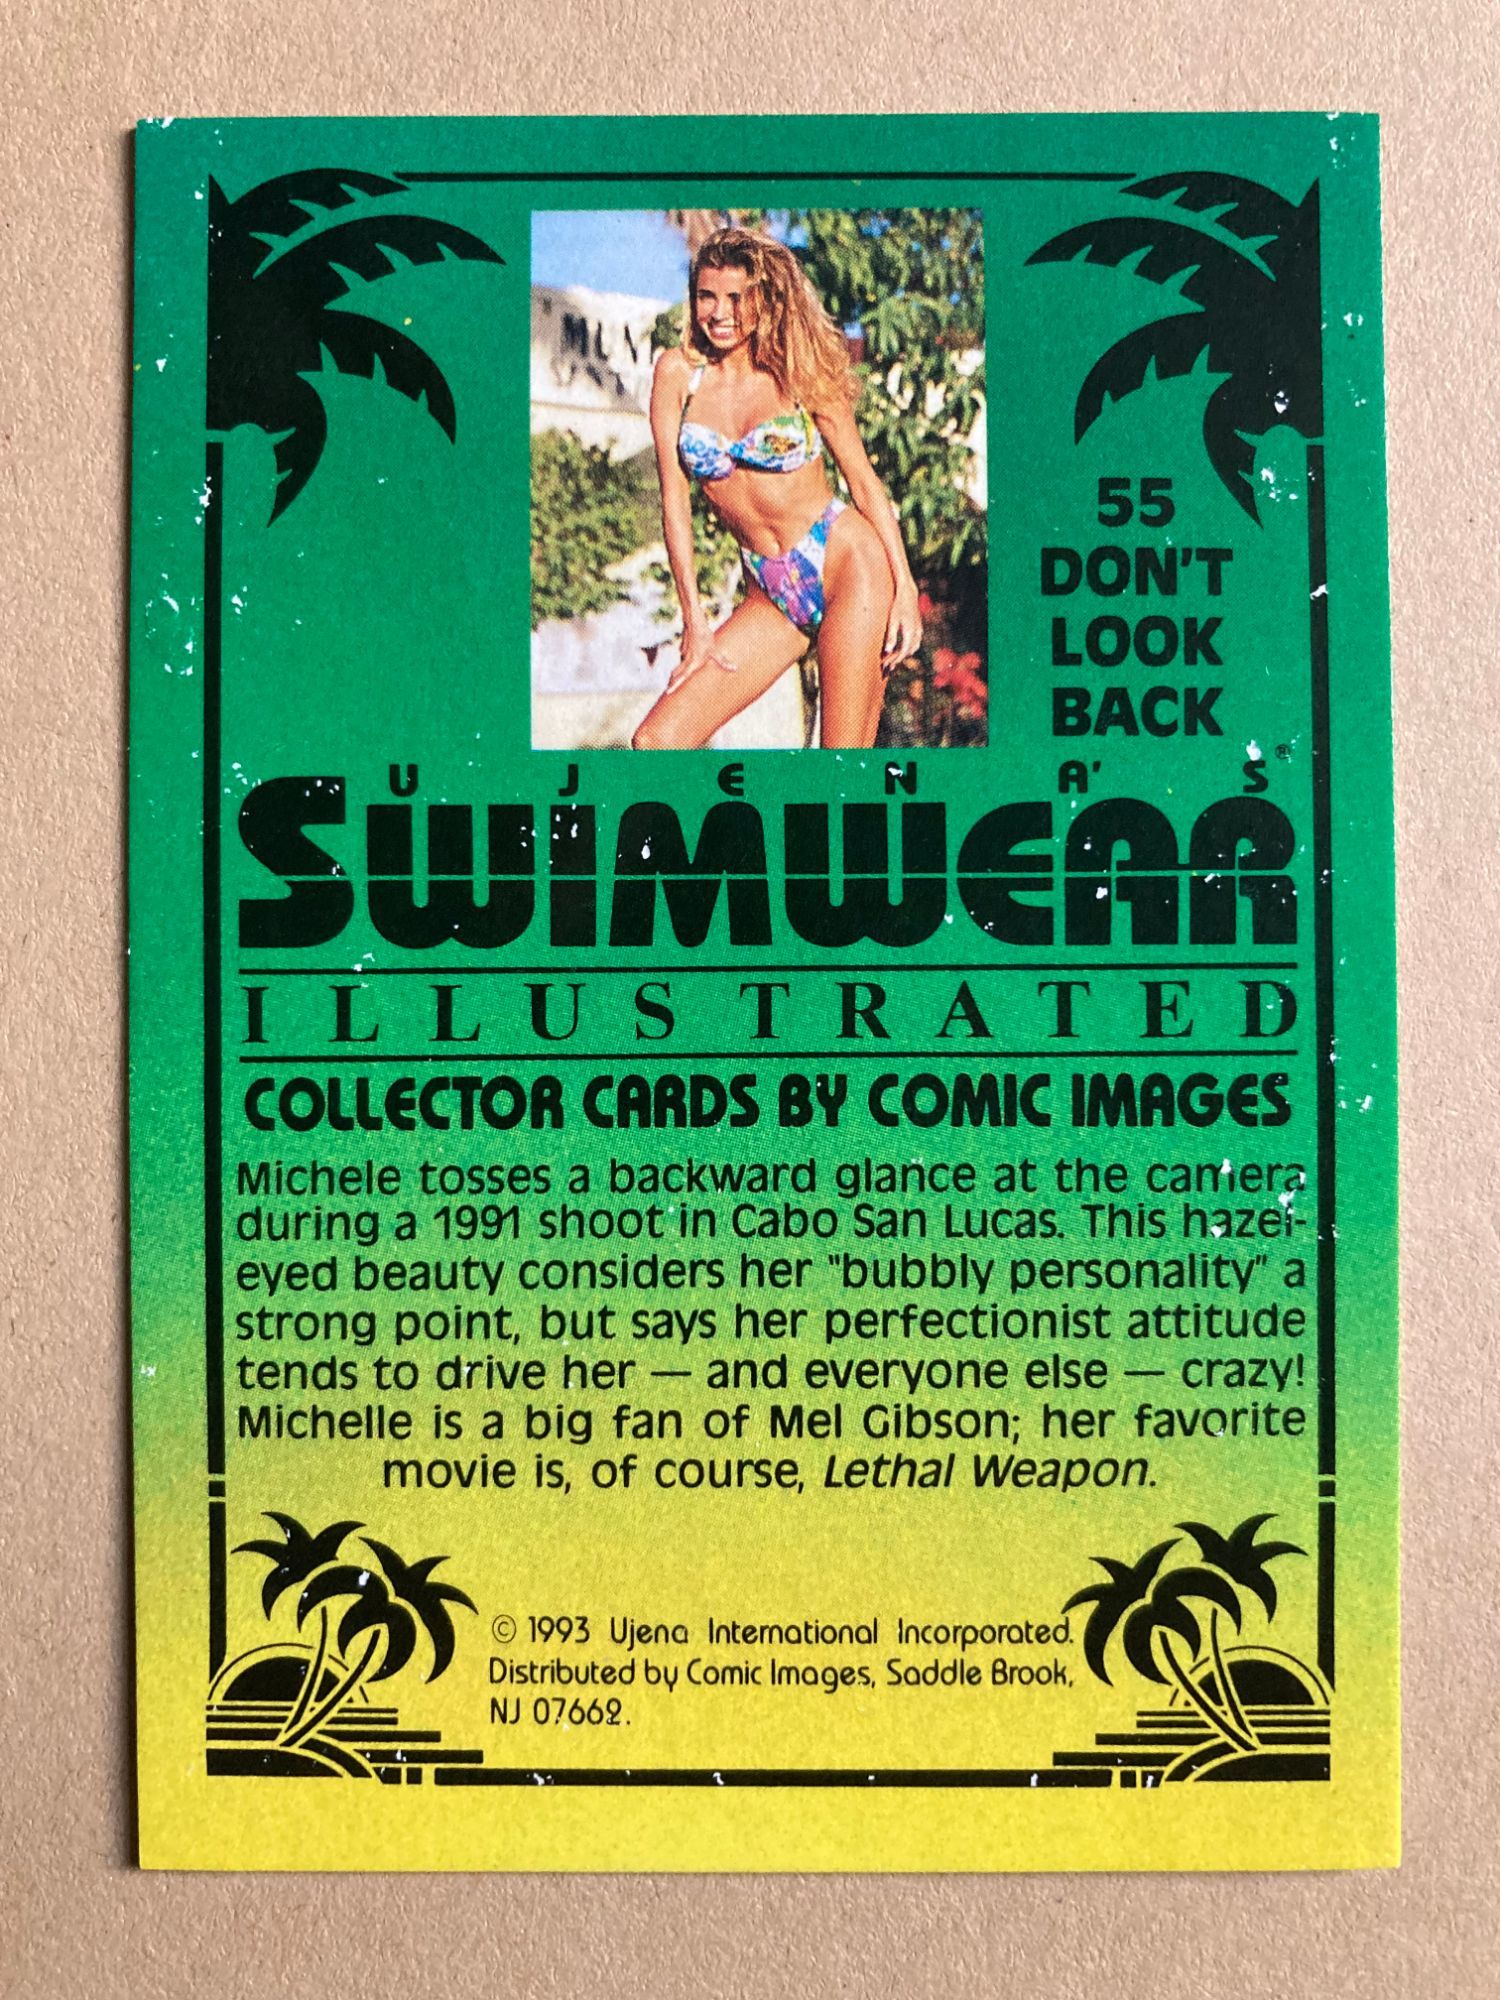 MUN
55
DON'T
LOOK
BACK
UJENA'S®
SWIMWEAR
ILLUSTRATED
COLLECTOR CARDS BY COMIC IMAGES
Michele tosses a backward glance at the camera
during a 1991 shoot in Cabo San Lucas. This hazel-
eyed beauty considers her "bubbly personality" a
strong point, but says her perfectionist attitude
tends to drive her — and everyone else — crazy!
Michelle is a big fan of Mel Gibson; her favorite
movie is, of course, Lethal Weapon.
© 1993 Ujena International Incorporated.
Distributed by Comic Images, Saddle Brook,
NJ 07662.